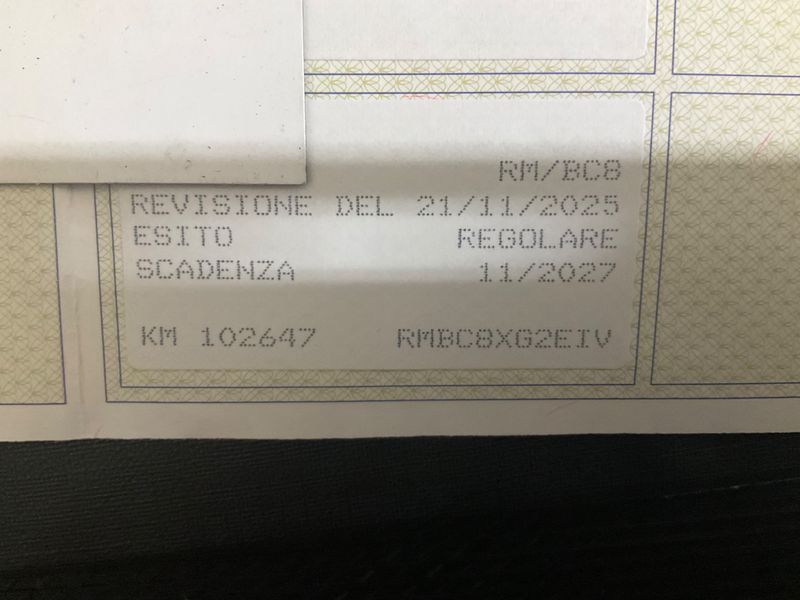 RM/BC8
REVISIONE DEL 21/11/2025
ESITO REGOLARE
SCADENZA 11/2027
KM 102647 RMBC8XG2EIV